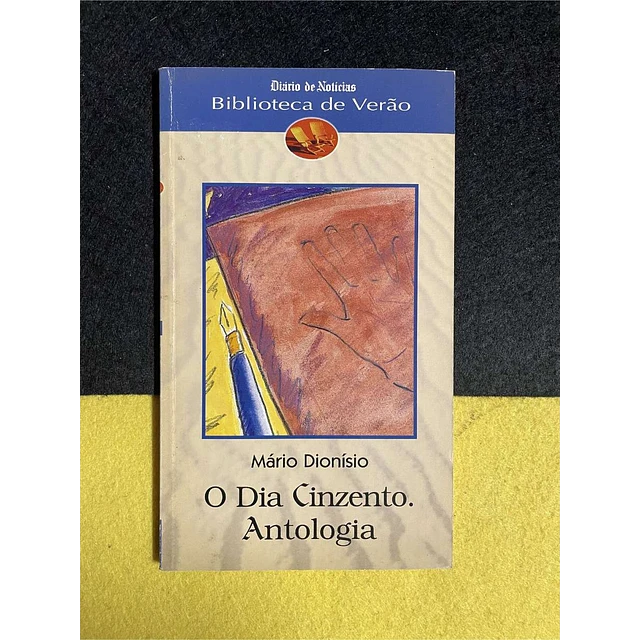 Diário de Notícias
Biblioteca de Verão
Mário Dionísio
O Dia Cinzento.
Antologia